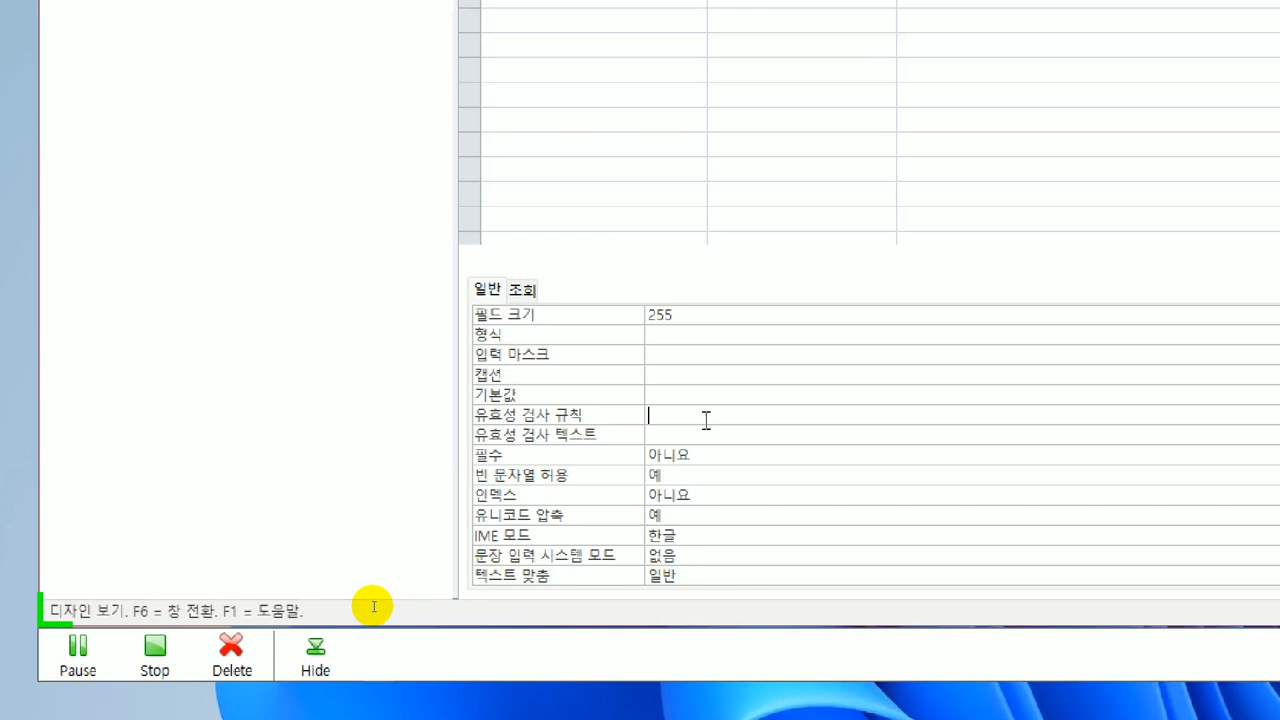 일반 조회
필드 크기 255
형식
입력 마스크
캡션
기본값
유효성 검사 규칙
유효성 검사 텍스트
필수 아니요
빈 문자열 허용 예
인덱스 아니요
유니코드 압축 예
IME 모드 한글
문장 입력 시스템 모드 없음
텍스트 맞춤 일반
디자인 보기. F6 = 창 전환. F1 = 도움말.
Pause Stop Delete Hide